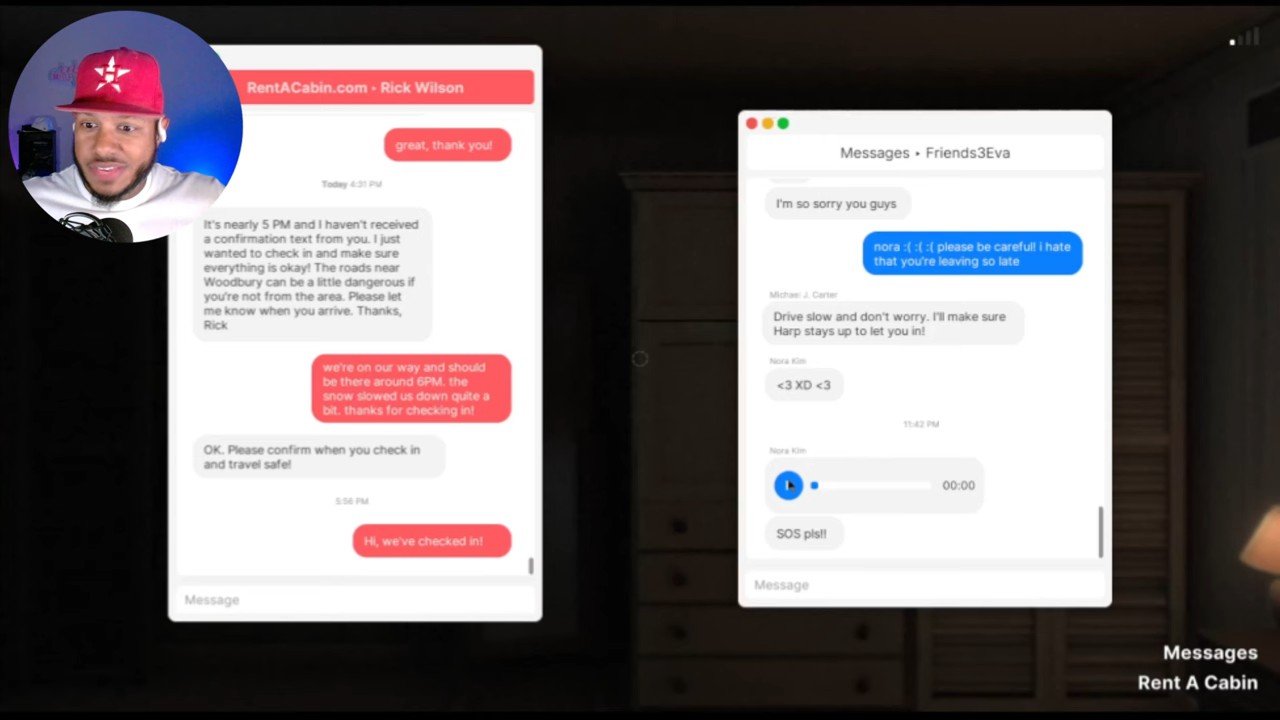 RentACabin.com • Rick Wilson
great, thank you!
Today 4:31 PM
It's nearly 5 PM and I haven't received
a confirmation text from you. I just
wanted to check in and make sure
everything is okay! The roads near
Woodbury can be a little dangerous if
you're not from the area. Please let
me know when you arrive. Thanks,
Rick
we're on our way and should
be there around 6PM. the
snow slowed us down quite a
bit. thanks for checking in!
OK. Please confirm when you check in
and travel safe!
5:56 PM
Hi, we've checked in!
Message
Messages • Friends3Eva
I'm so sorry you guys
nora :( :( :( please be careful! i hate
that you're leaving so late
Michael J. Carter
Drive slow and don't worry. I'll make sure
Harp stays up to let you in!
Nora Kim
<3 XD <3
11:42 PM
Nora Kim
00:00
SOS pls!!
Message
Messages
Rent A Cabin